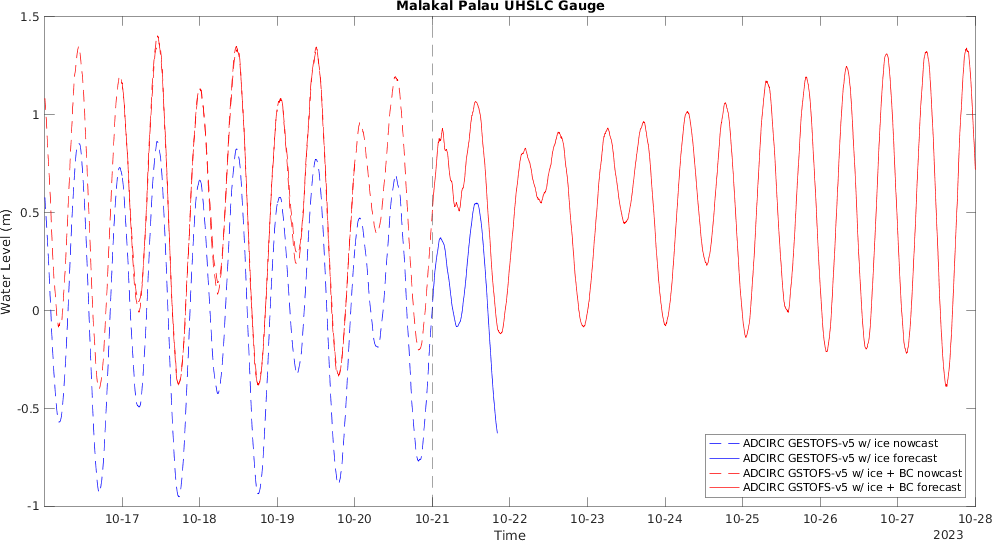 Malakal Palau UHSLC Gauge
Water Level (m)
1.5
1
0.5
0
-0.5
-1
10-17
10-18
10-19
10-20
10-21
10-22
10-23
10-24
10-25
10-26
10-27
10-28
Time
2023
ADCIRC GESTOFS-v5 w/ ice nowcast
ADCIRC GESTOFS-v5 w/ ice forecast
ADCIRC GSTOFS-v5 w/ ice + BC nowcast
ADCIRC GSTOFS-v5 w/ ice + BC forecast